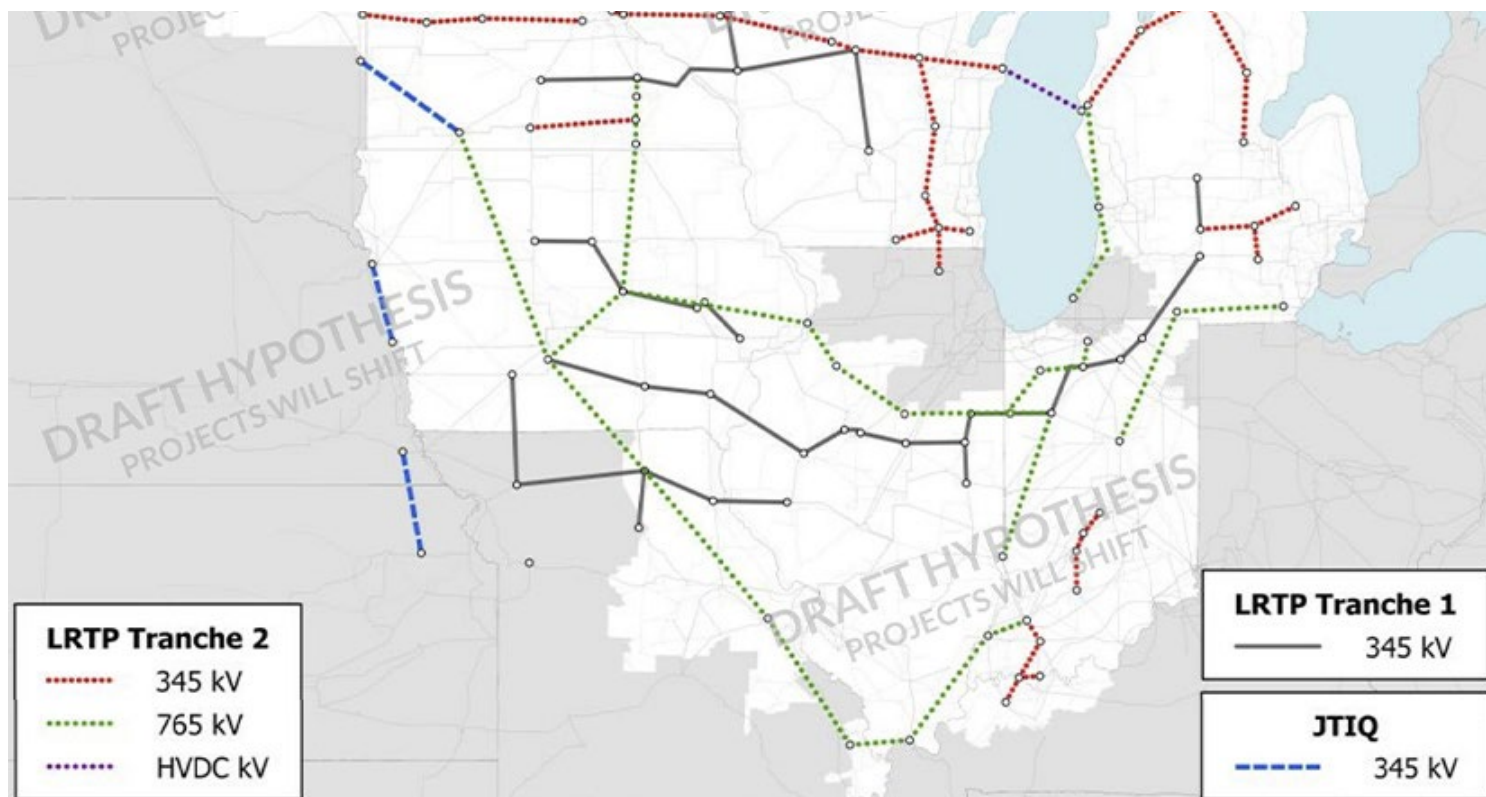 DRAFT HYPOTHESIS
PROJECTS WILL SHIFT
DRAFT HYPOTHESIS
PROJECTS WILL SHIFT
LRTP Tranche 2
345 kV
765 kV
HVDC kV
LRTP Tranche 1
345 kV
JTIQ
345 kV